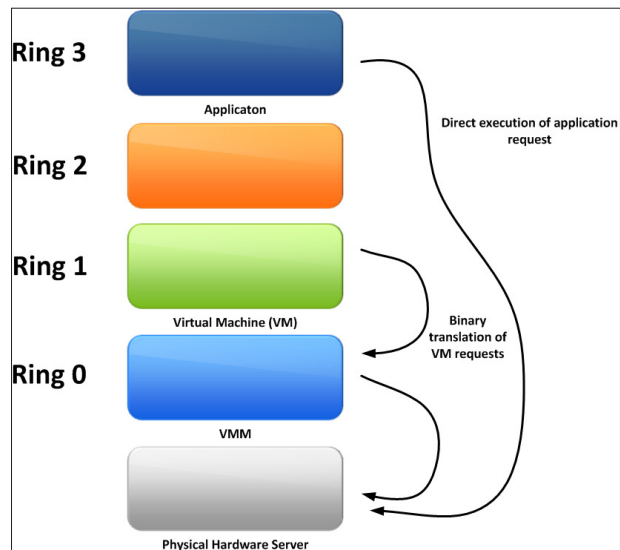 Ring 3
Applicaton
Direct execution of application
request
Ring 2
Ring 1
Virtual Machine (VM)
Binary
translation of
VM requests
Ring 0
VMM
Physical Hardware Server